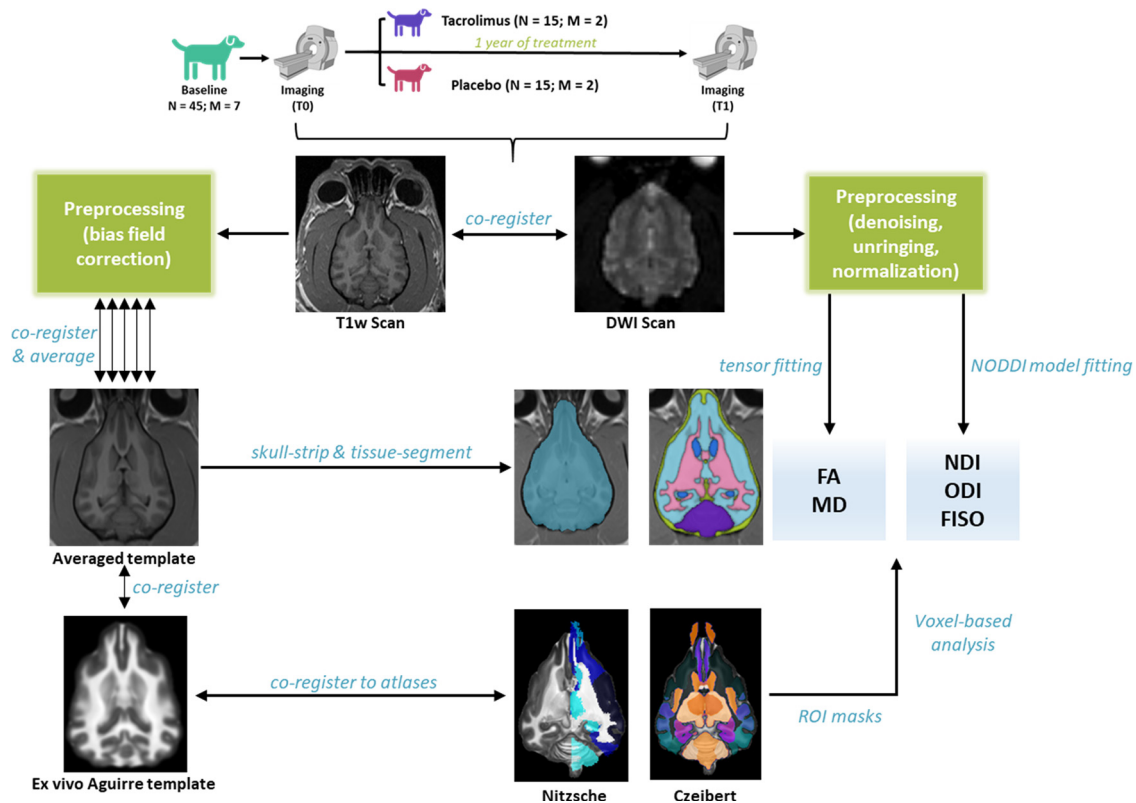 Tacrolimus (N = 15; M = 2)
1 year of treatment
Placebo (N = 15; M = 2)
Baseline
N = 45; M = 7
Imaging
(T0)
Imaging
(T1)
Preprocessing
(bias field
correction)
co-register
Preprocessing
(denoising,
unringing,
normalization)
T1w Scan
DWI Scan
co-register
& average
tensor fitting
NODDI model fitting
skull-strip & tissue-segment
FA
MD
NDI
ODI
FISO
Averaged template
co-register
Voxel-based
analysis
co-register to atlases
ROI masks
Ex vivo Aguirre template
Nitzsche
Czeibert